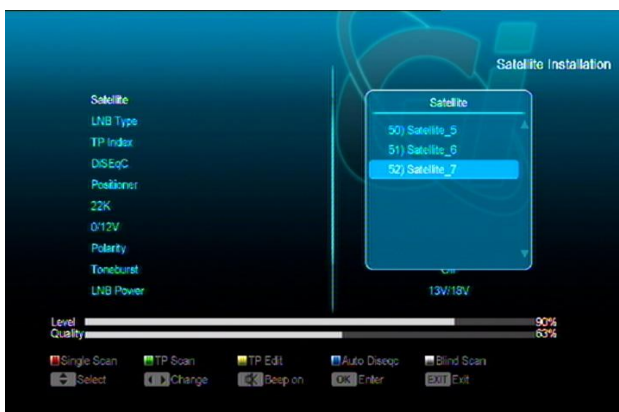 Satellite Installation
Satellite
LNB Type
TP Index
DiSEqC
Positioner
22K
0/12V
Polarity
Toneburst
LNB Power
Satellite
50) Satellite_5
51) Satellite_6
52) Satellite_7
13V/18V
Level 90%
Quality 63%
Single Scan TP Scan TP Edit Auto Diseqc Blind Scan
Select Change Beep on OK Enter EXIT Exit